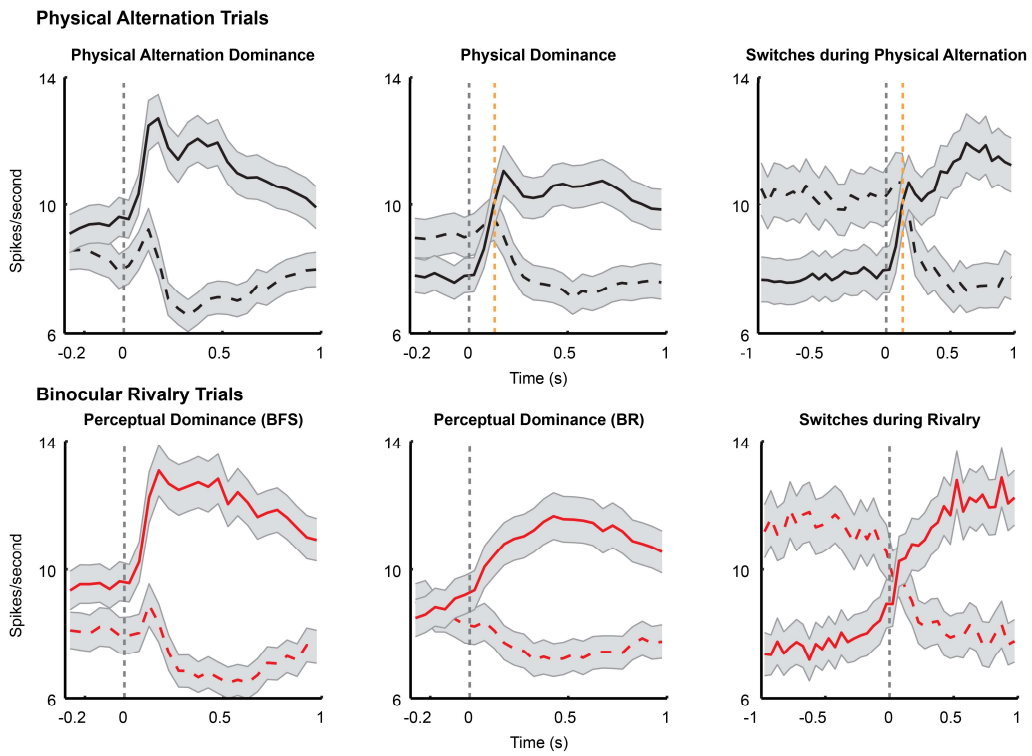 Physical Alternation Trials
Physical Alternation Dominance
Physical Dominance
Switches during Physical Alternation
14
10
6
Spikes/second
-0.2 0 0.5 1
14
10
6
-0.2 0 0.5 1
Time (s)
14
10
6
-1 -0.5 0 0.5 1
Binocular Rivalry Trials
Perceptual Dominance (BFS)
Perceptual Dominance (BR)
Switches during Rivalry
14
10
6
Spikes/second
-0.2 0 0.5 1
14
10
6
-0.2 0 0.5 1
Time (s)
14
10
6
-1 -0.5 0 0.5 1